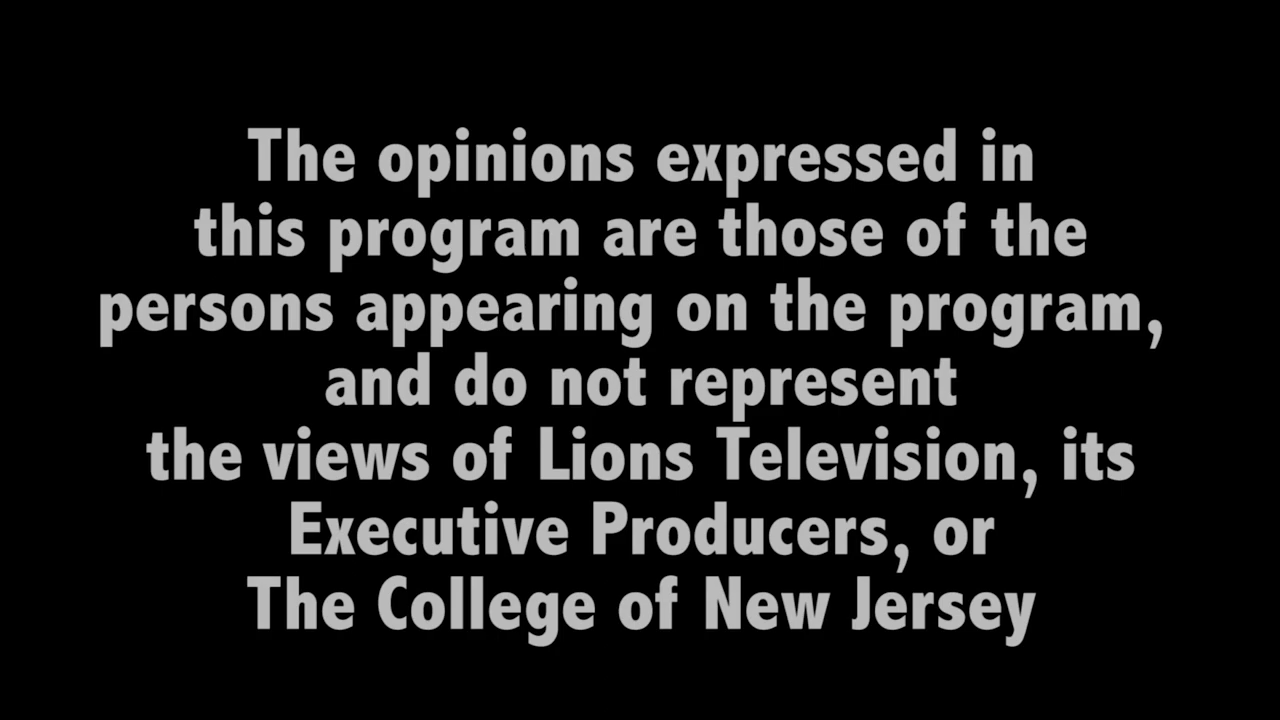 The opinions expressed in
this program are those of the
persons appearing on the program,
and do not represent
the views of Lions Television, its
Executive Producers, or
The College of New Jersey